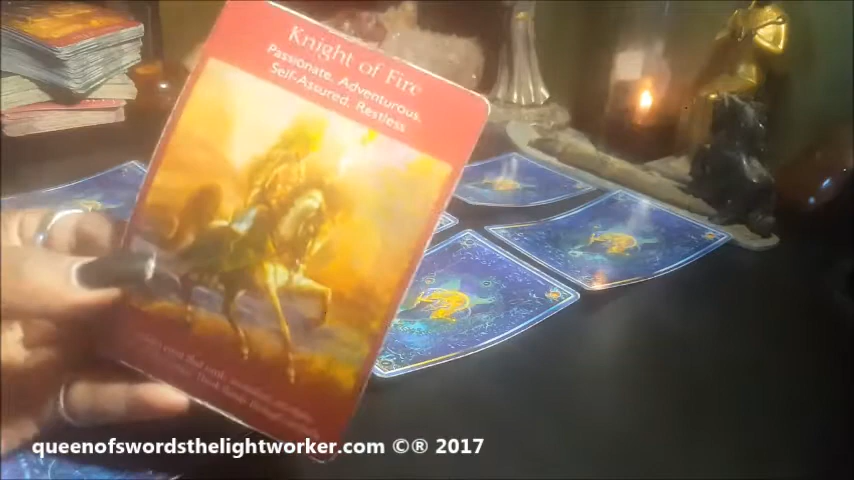 Knight of Fire
Passionate. Adventurous.
Self-Assured. Restless
queenofswordsthelightworker.com ©® 2017